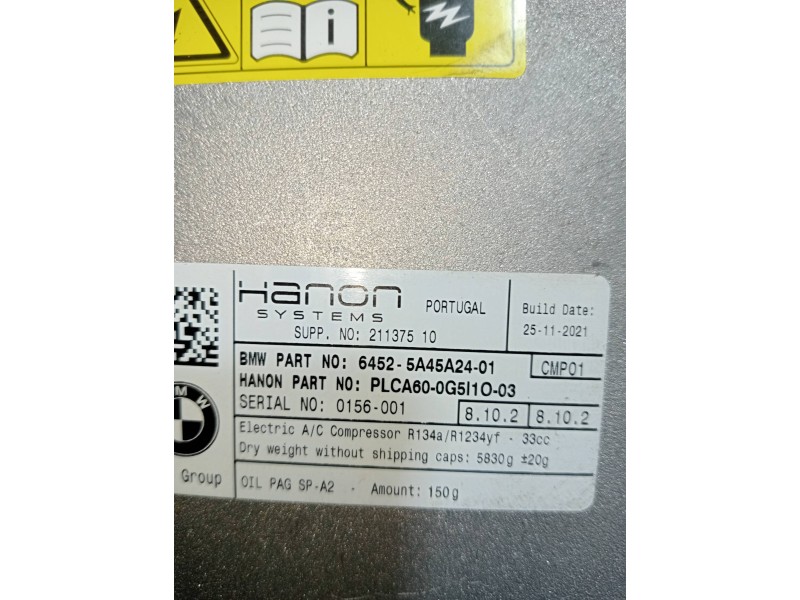 Hanon
SYSTEMS
PORTUGAL
SUPP. NO: 211375 10
Build Date:
25-11-2021
BMW PART NO: 6452-5A45A24-01
CMP01
HANON PART NO: PLCA60-0G5I1O-03
SERIAL NO: 0156-001
8.10.2 8.10.2
Electric A/C Compressor R134a/R1234yf - 33cc
Dry weight without shipping caps: 5830g ±20g
OIL PAG SP-A2 - Amount: 150g
BMW
Group